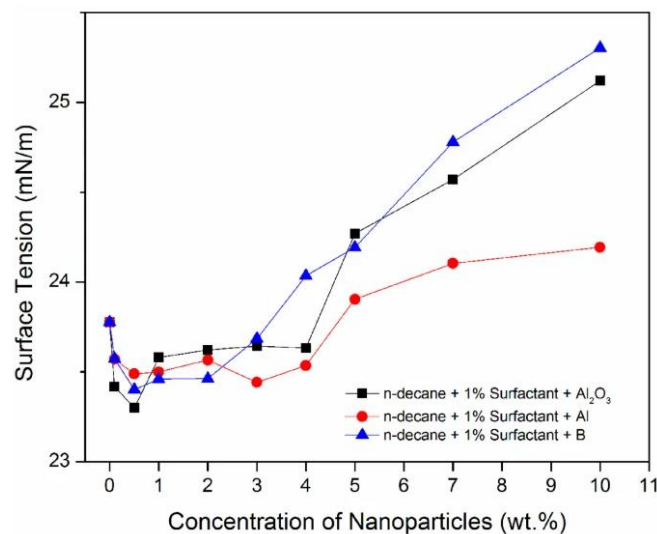 25
24
23
Surface Tension (mN/m)
n-decane + 1% Surfactant + Al₂O₃
n-decane + 1% Surfactant + Al
n-decane + 1% Surfactant + B
0 1 2 3 4 5 6 7 8 9 10
Concentration of Nanoparticles (wt.%)